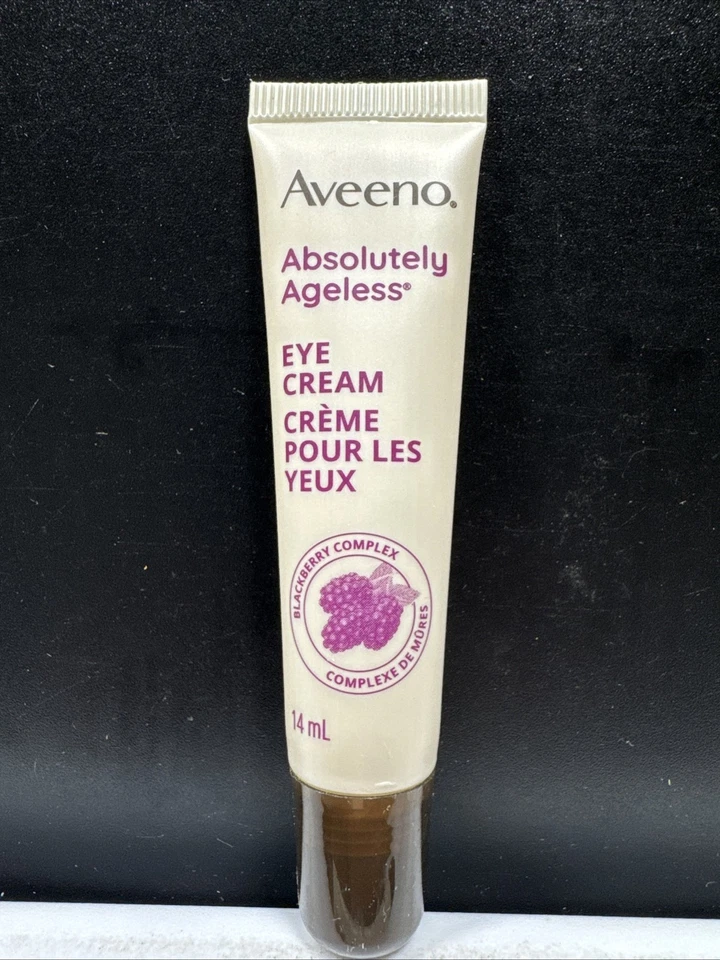 Aveeno®
Absolutely
Ageless®
EYE
CREAM
CRÈME
POUR LES
YEUX
BLACKBERRY COMPLEX
COMPLEXE DE MÛRES
14 mL